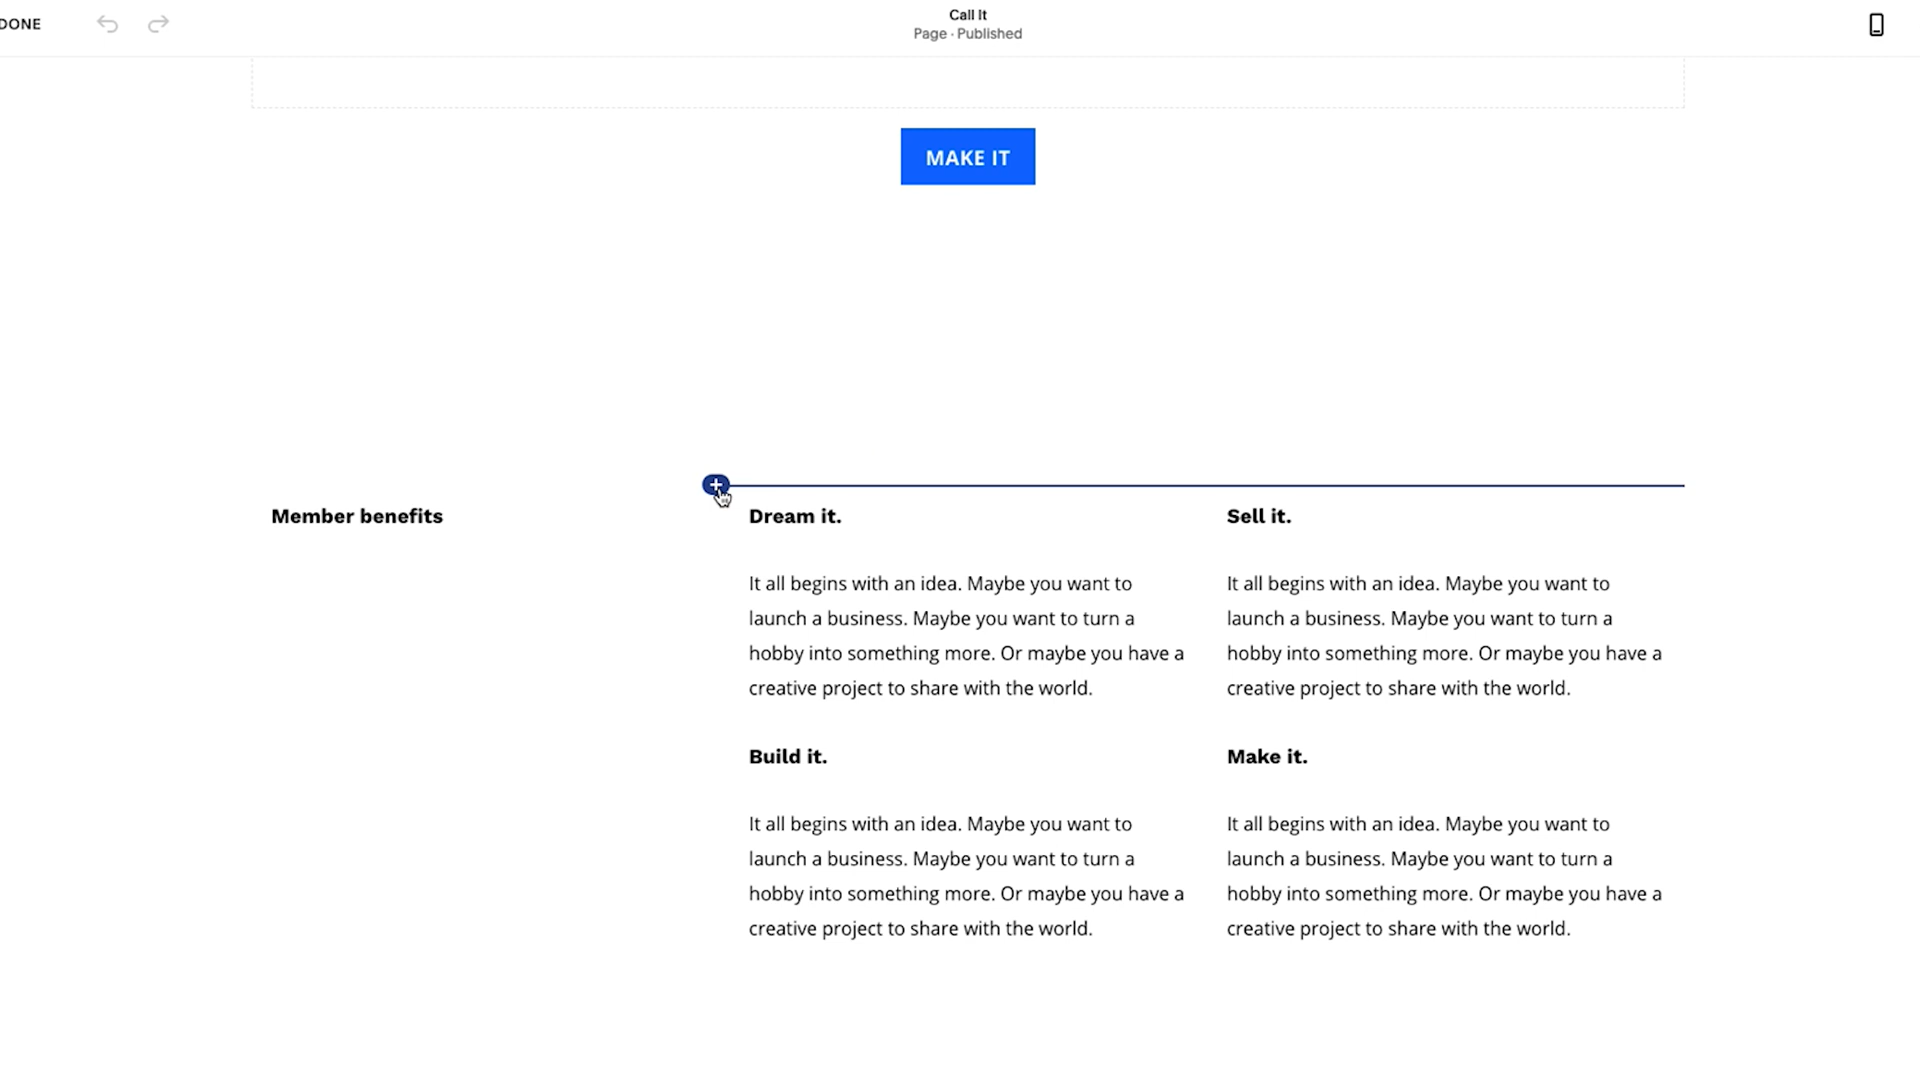 DONE
Call It
Page · Published
MAKE IT
Member benefits
Dream it.
It all begins with an idea. Maybe you want to
launch a business. Maybe you want to turn a
hobby into something more. Or maybe you have a
creative project to share with the world.
Sell it.
It all begins with an idea. Maybe you want to
launch a business. Maybe you want to turn a
hobby into something more. Or maybe you have a
creative project to share with the world.
Build it.
It all begins with an idea. Maybe you want to
launch a business. Maybe you want to turn a
hobby into something more. Or maybe you have a
creative project to share with the world.
Make it.
It all begins with an idea. Maybe you want to
launch a business. Maybe you want to turn a
hobby into something more. Or maybe you have a
creative project to share with the world.